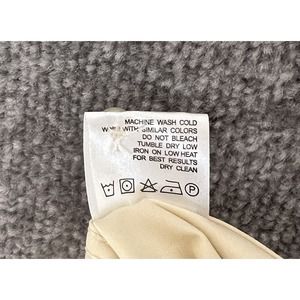 MACHINE WASH COLD
WASH WITH SIMILAR COLORS
DO NOT BLEACH
TUMBLE DRY LOW
IRON ON LOW HEAT
FOR BEST RESULTS
DRY CLEAN
P